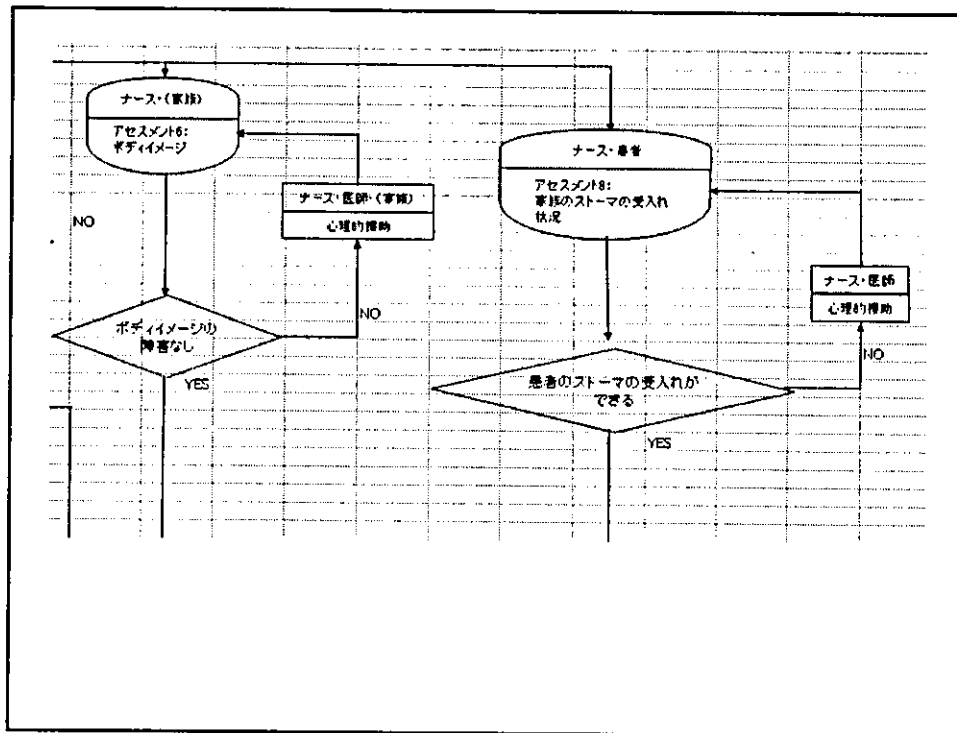 ナース・(家族)
アセスメント6:
ボディイメージ
NO
ナース・医師・(家族)
心理的援助
NO
ボディイメージの
障害なし
YES
ナース・患者
アセスメント8:
家族のストーマの受入れ
状況
ナース・医師
心理的援助
NO
患者のストーマの受入れが
できる
YES